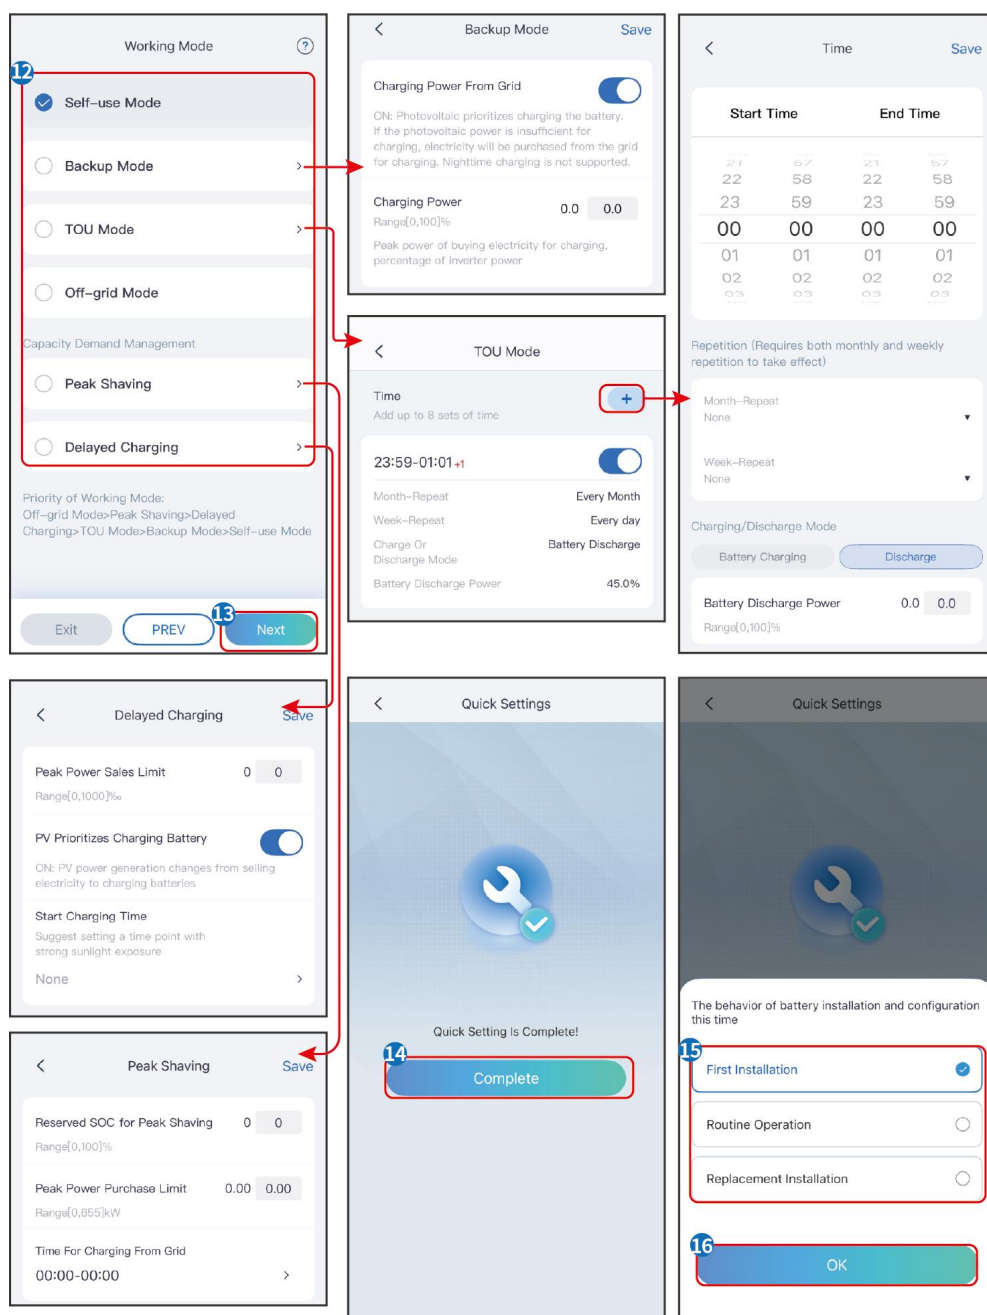 Working Mode
?
12
Self-use Mode
Backup Mode
TOU Mode
Off-grid Mode
Capacity Demand Management
Peak Shaving
Delayed Charging
Priority of Working Mode:
Off-grid Mode>Peak Shaving>Delayed
Charging>TOU Mode>Backup Mode>Self-use Mode
13
Exit
PREV
Next
Backup Mode
Save
Charging Power From Grid
ON: Photovoltaic prioritizes charging the battery.
If the photovoltaic power is insufficient for
charging, electricity will be purchased from the grid
for charging. Nighttime charging is not supported.
Charging Power 0.0 0.0
Range[0,100]%
Peak power of buying electricity for charging,
percentage of inverter power
TOU Mode
Time
+
Add up to 8 sets of time
23:59-01:01+1
Month-Repeat Every Month
Week-Repeat Every day
Charge Or Battery Discharge
Discharge Mode
Battery Discharge Power 45.0%
Time
Save
Start Time End Time
21 57 21 57
22 58 22 58
23 59 23 59
00 00 00 00
01 01 01 01
02 02 02 02
03 03 03 03
Repetition (Requires both monthly and weekly
repetition to take effect)
Month-Repeat
None
Week-Repeat
None
Charging/Discharge Mode
Battery Charging Discharge
Battery Discharge Power 0.0 0.0
Range[0,100]%
Delayed Charging
Save
Peak Power Sales Limit 0 0
Range[0,1000]‰
PV Prioritizes Charging Battery
ON: PV power generation changes from selling
electricity to charging batteries
Start Charging Time
Suggest setting a time point with
strong sunlight exposure
None
Peak Shaving
Save
Reserved SOC for Peak Shaving 0 0
Range[0,100]%
Peak Power Purchase Limit 0.00 0.00
Range[0,655]kW
Time For Charging From Grid
00:00-00:00
Quick Settings
Quick Setting Is Complete!
14
Complete
Quick Settings
The behavior of battery installation and configuration
this time
15
First Installation
Routine Operation
Replacement Installation
16
OK